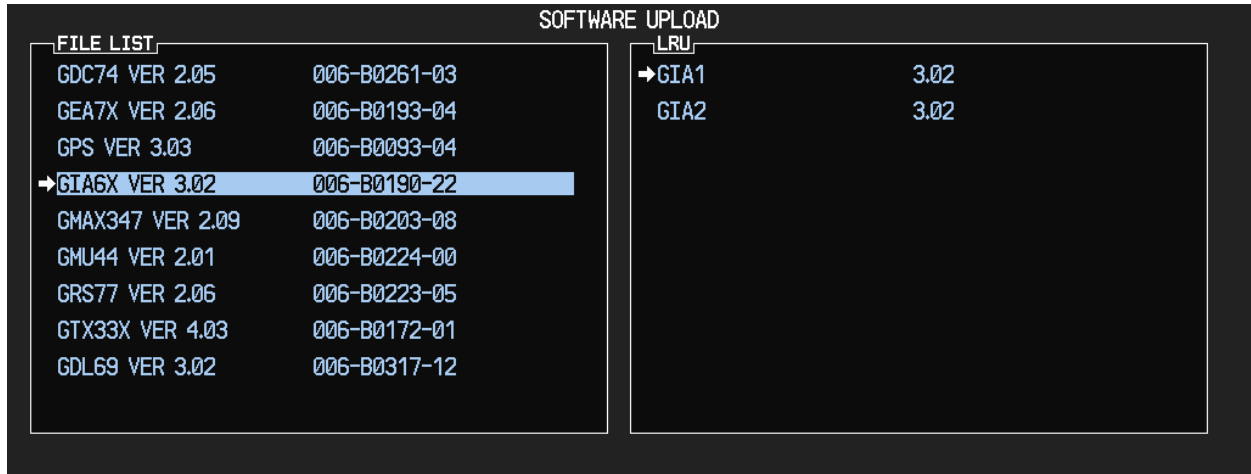 SOFTWARE UPLOAD
FILE LIST
GDC74 VER 2.05 006-B0261-03
GEA7X VER 2.06 006-B0193-04
GPS VER 3.03 006-B0093-04
GIA6X VER 3.02 006-B0190-22
GMAX347 VER 2.09 006-B0203-08
GMU44 VER 2.01 006-B0224-00
GRS77 VER 2.06 006-B0223-05
GTX33X VER 4.03 006-B0172-01
GDL69 VER 3.02 006-B0317-12
LRU
GIA1 3.02
GIA2 3.02